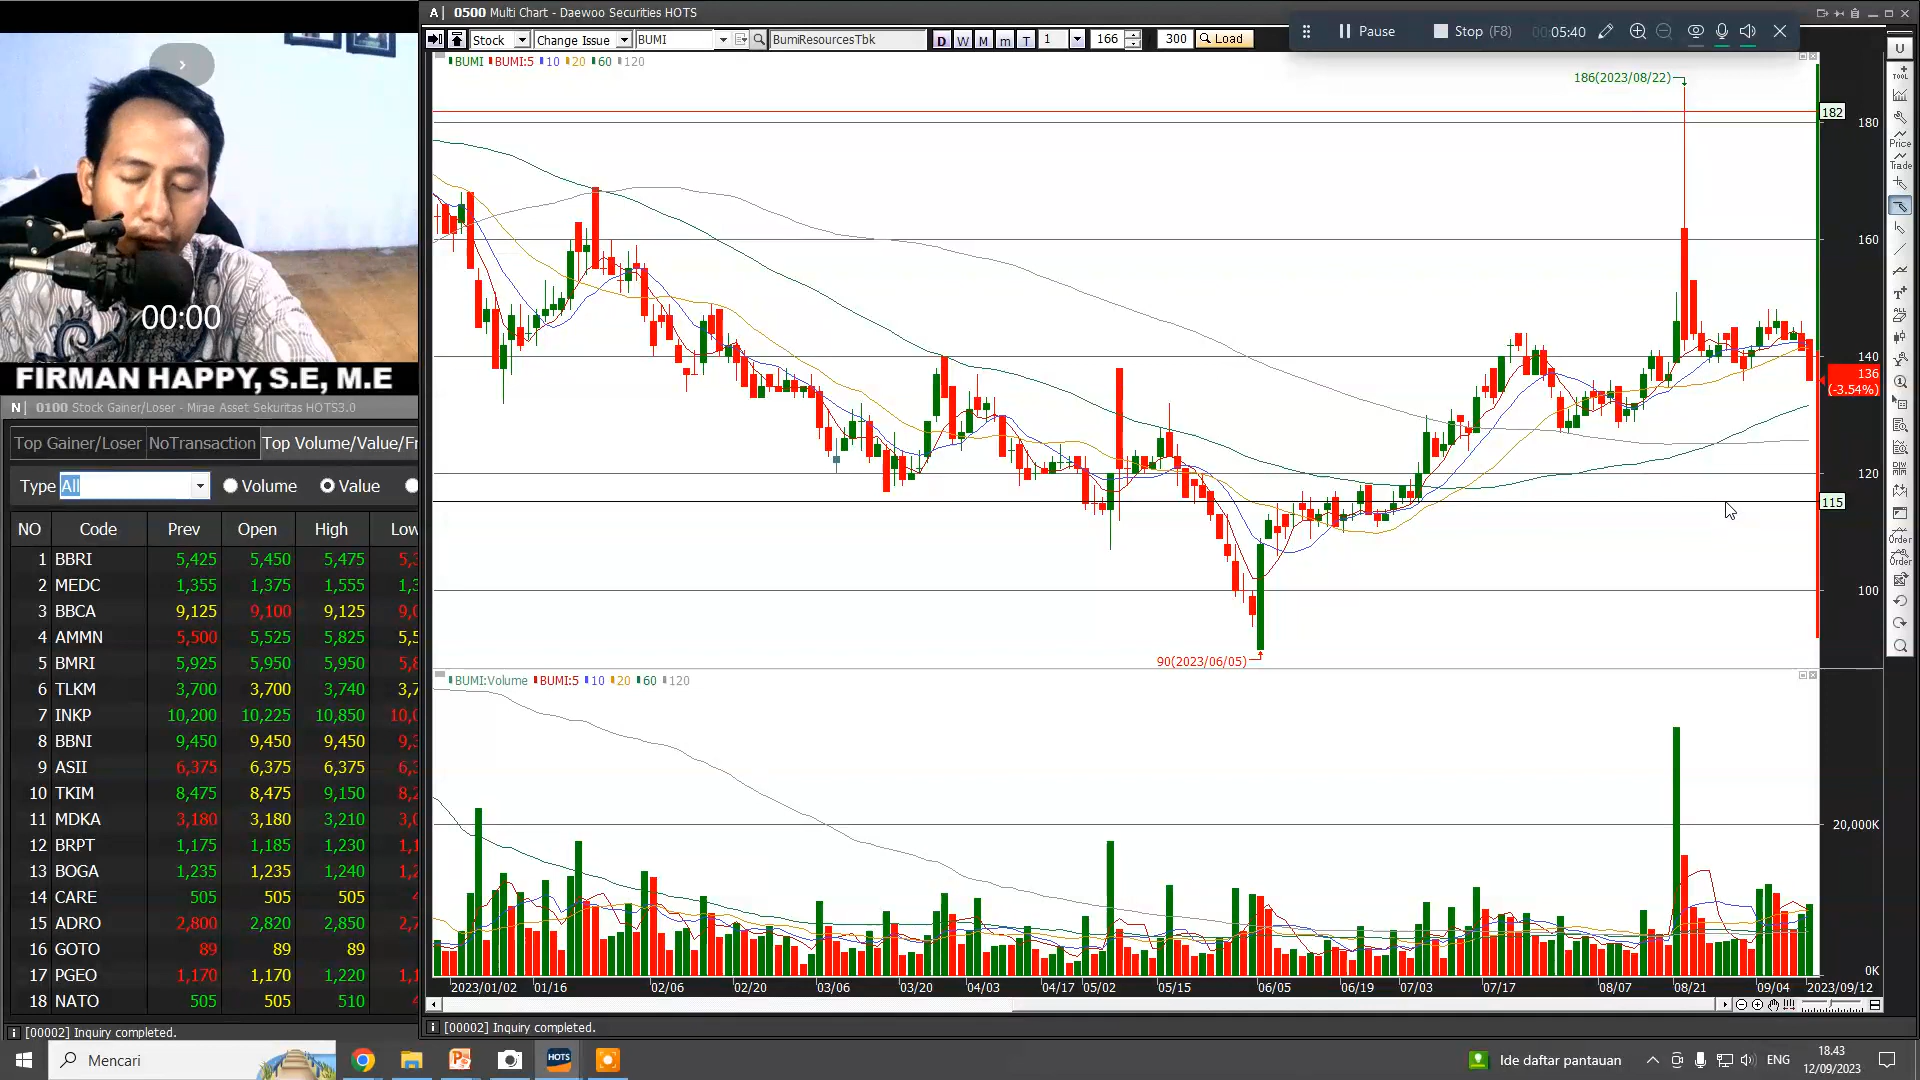 A 0500 Multi Chart - Daewoo Securities HOTS
Stock Change Issue BUMI BumiResourcesTbk D W M m T 1 166 300 Load
Pause Stop (F8) 00:05:40
BUMI BUMI:5 10 20 60 120
186(2023/08/22)
182
180
160
140
136
(-3.54%)
120
115
100
90(2023/06/05)
BUMI:Volume BUMI:5 10 20 60 120
20,000K
0K
2023/01/02 01/16 02/06 02/20 03/06 03/20 04/03 04/17 05/02 05/15 06/05 06/19 07/03 07/17 08/07 08/21 09/04 2023/09/12
[00002] Inquiry completed.
U
TOOL
Price
Trade
ALL
Order
Order
00:00
FIRMAN HAPPY, S.E, M.E
N 0100 Stock Gainer/Loser - Mirae Asset Sekuritas HOTS3.0
Top Gainer/Loser NoTransaction Top Volume/Value/Fr
Type All Volume Value
NO Code Prev Open High Low
1 BBRI 5,425 5,450 5,475
2 MEDC 1,355 1,375 1,555
3 BBCA 9,125 9,100 9,125
4 AMMN 5,500 5,525 5,825
5 BMRI 5,925 5,950 5,950
6 TLKM 3,700 3,700 3,740
7 INKP 10,200 10,225 10,850
8 BBNI 9,450 9,450 9,450
9 ASII 6,375 6,375 6,375
10 TKIM 8,475 8,475 9,150
11 MDKA 3,180 3,180 3,210
12 BRPT 1,175 1,185 1,230
13 BOGA 1,235 1,235 1,240
14 CARE 505 505 505
15 ADRO 2,800 2,820 2,850
16 GOTO 89 89 89
17 PGEO 1,170 1,170 1,220
18 NATO 505 505 510
[00002] Inquiry completed.
Mencari
HOTS
Ide daftar pantauan
ENG
18.43
12/09/2023